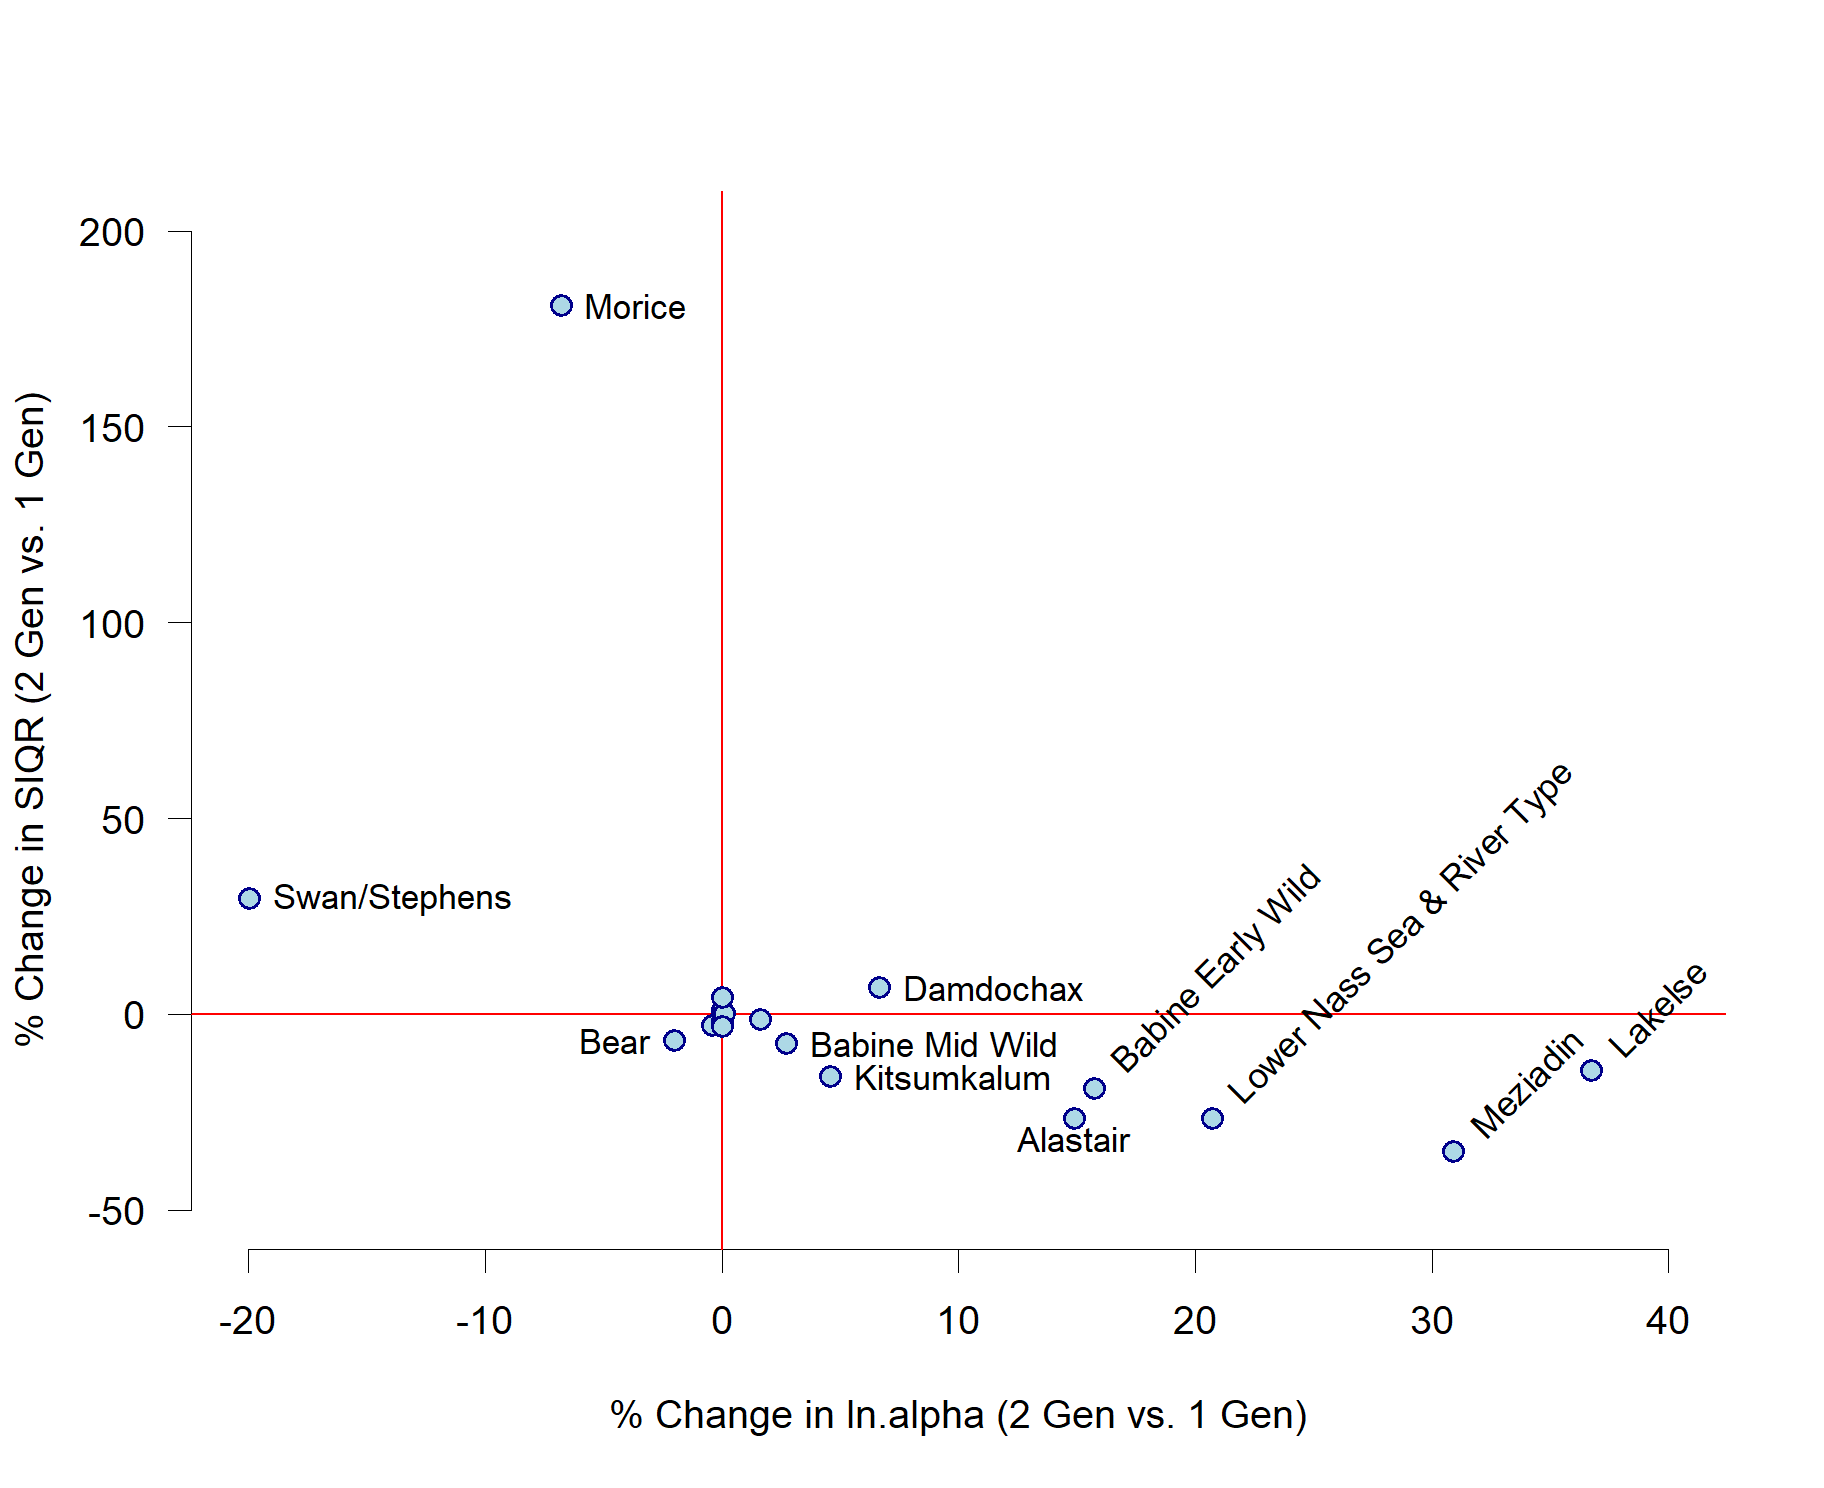 200
150
100
50
0
-50
% Change in SIQR (2 Gen vs. 1 Gen)
Morice
Swan/Stephens
Damdochax
Bear
Babine Mid Wild
Kitsumkalum
Alastair
Babine Early Wild
Lower Nass Sea & River Type
Meziadin
Lakelse
-20
-10
0
10
20
30
40
% Change in ln.alpha (2 Gen vs. 1 Gen)